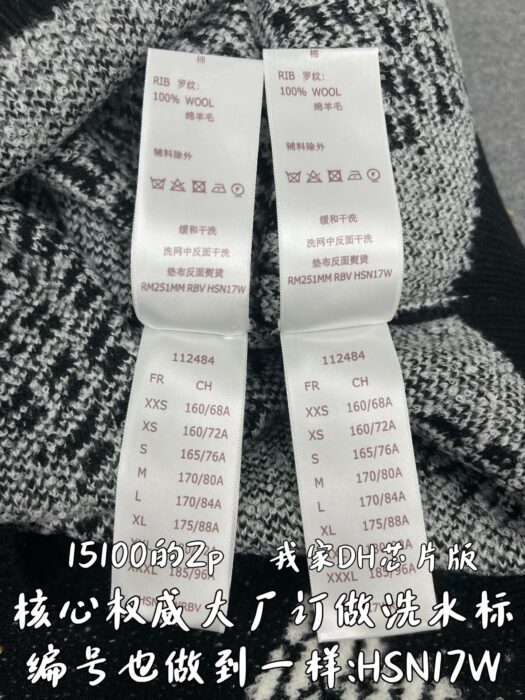 棉
RIB 罗纹:
100% WOOL
绵羊毛
辅料除外
缓和干洗
洗网中反面干洗
垫布反面熨烫
RM251MM RBV HSN17W
112484
FR CH
XXS 160/68A
XS 160/72A
S 165/76A
M 170/80A
L 170/84A
XL 175/88A
185/96A
棉
RIB 罗纹:
100% WOOL
绵羊毛
辅料除外
缓和干洗
洗网中反面干洗
垫布反面熨烫
RM251MM RBV HSN17W
112484
FR CH
XXS 160/68A
XS 160/72A
S 165/76A
M 170/80A
L 170/84A
XL 175/88A
XXXL 185/96A
15100的Zp 我家DH芯片版
核心权威大厂订做洗水标
编号也做到一样:HSN17W